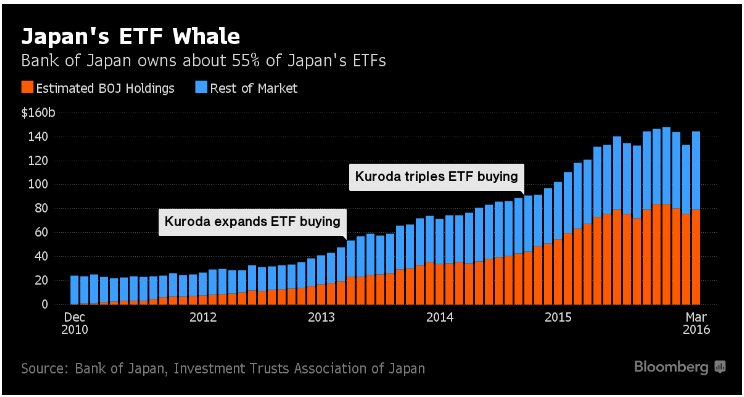 Japan's ETF Whale
Bank of Japan owns about 55% of Japan's ETFs
Estimated BOJ Holdings Rest of Market
$160b
140
120
100
80
60
40
20
0
Kuroda triples ETF buying
Kuroda expands ETF buying
Dec 2012 2013 2014 2015 Mar
2010 2016
Source: Bank of Japan, Investment Trusts Association of Japan
Bloomberg